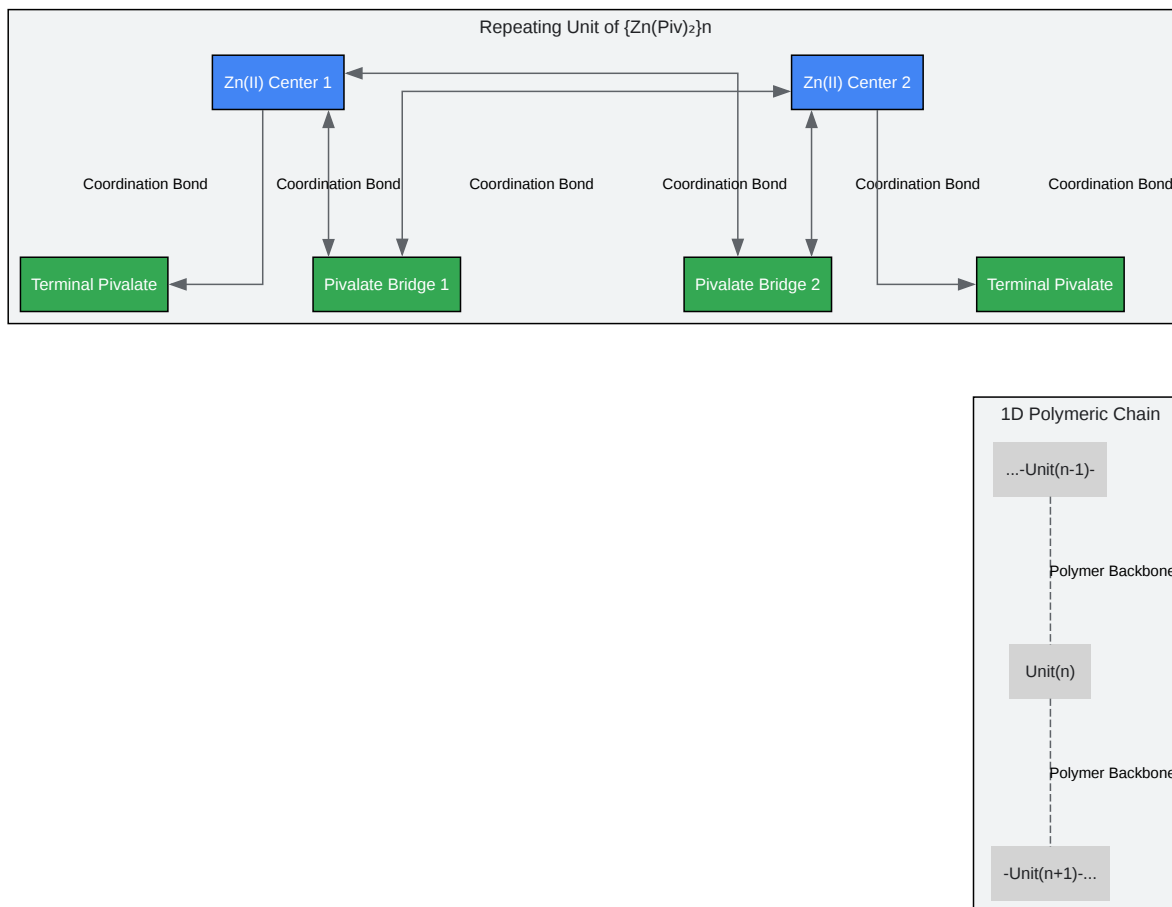 Repeating Unit of {Zn(Piv)₂}n
Zn(II) Center 1
Zn(II) Center 2
Coordination Bond
Coordination Bond
Coordination Bond
Coordination Bond
Coordination Bond
Coordination Bond
Terminal Pivalate
Pivalate Bridge 1
Pivalate Bridge 2
Terminal Pivalate
1D Polymeric Chain
...-Unit(n-1)-
Polymer Backbone
Unit(n)
Polymer Backbone
-Unit(n+1)-...